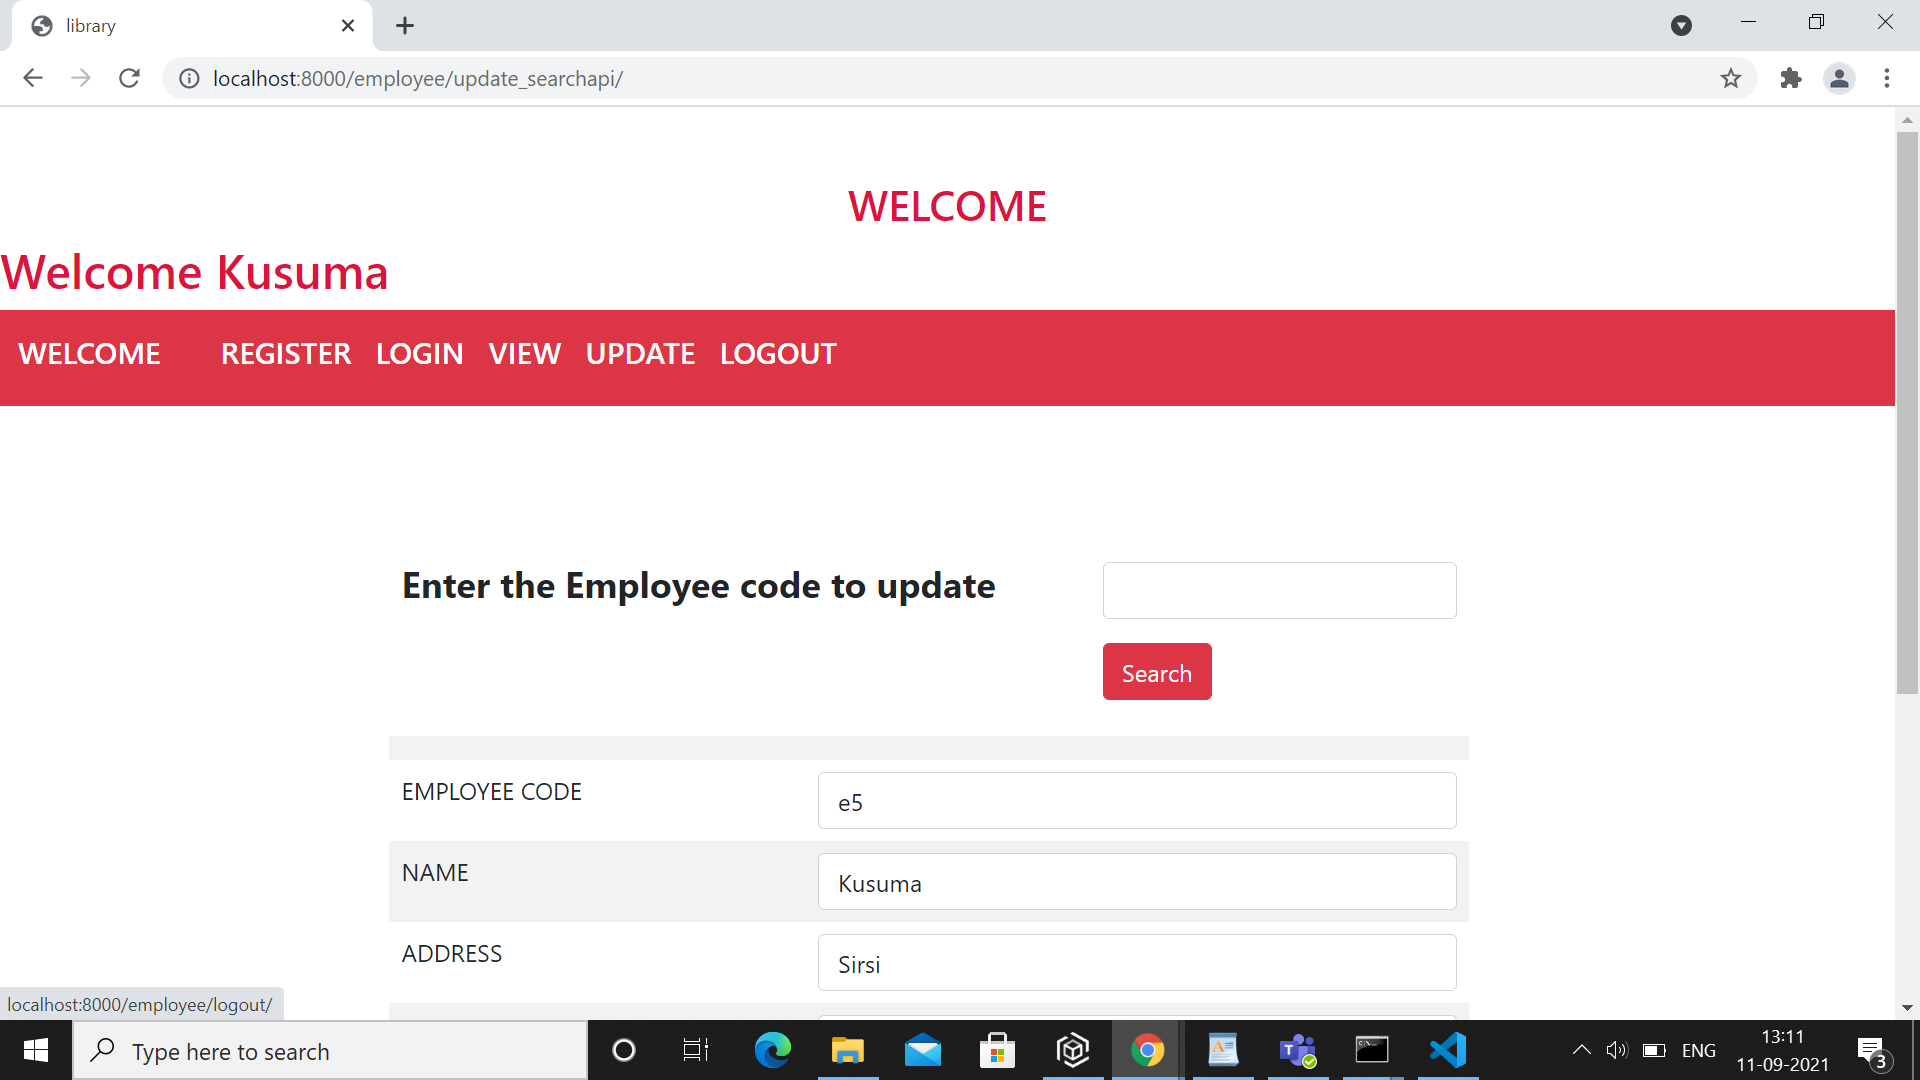 library
localhost:8000/employee/update_searchapi/
WELCOME
Welcome Kusuma
WELCOME REGISTER LOGIN VIEW UPDATE LOGOUT
Enter the Employee code to update
Search
EMPLOYEE CODE e5
NAME Kusuma
ADDRESS Sirsi
localhost:8000/employee/logout/
Type here to search
ENG
13:11
11-09-2021
3